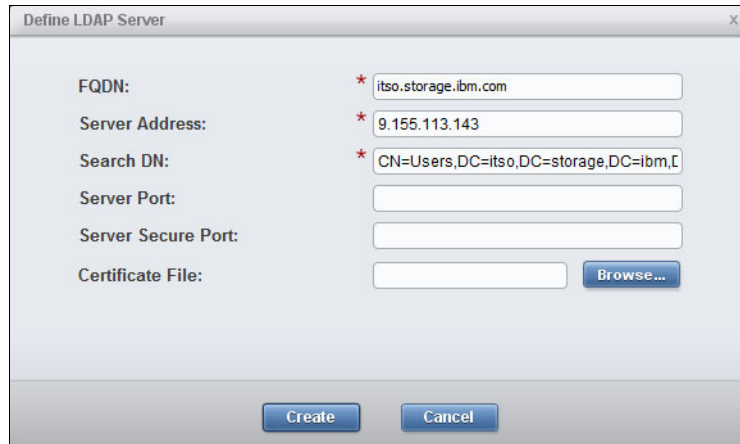 Define LDAP Server x
FQDN: * itso.storage.ibm.com
Server Address: * 9.155.113.143
Search DN: * CN=Users,DC=itso,DC=storage,DC=ibm,D
Server Port:
Server Secure Port:
Certificate File: Browse...
Create Cancel